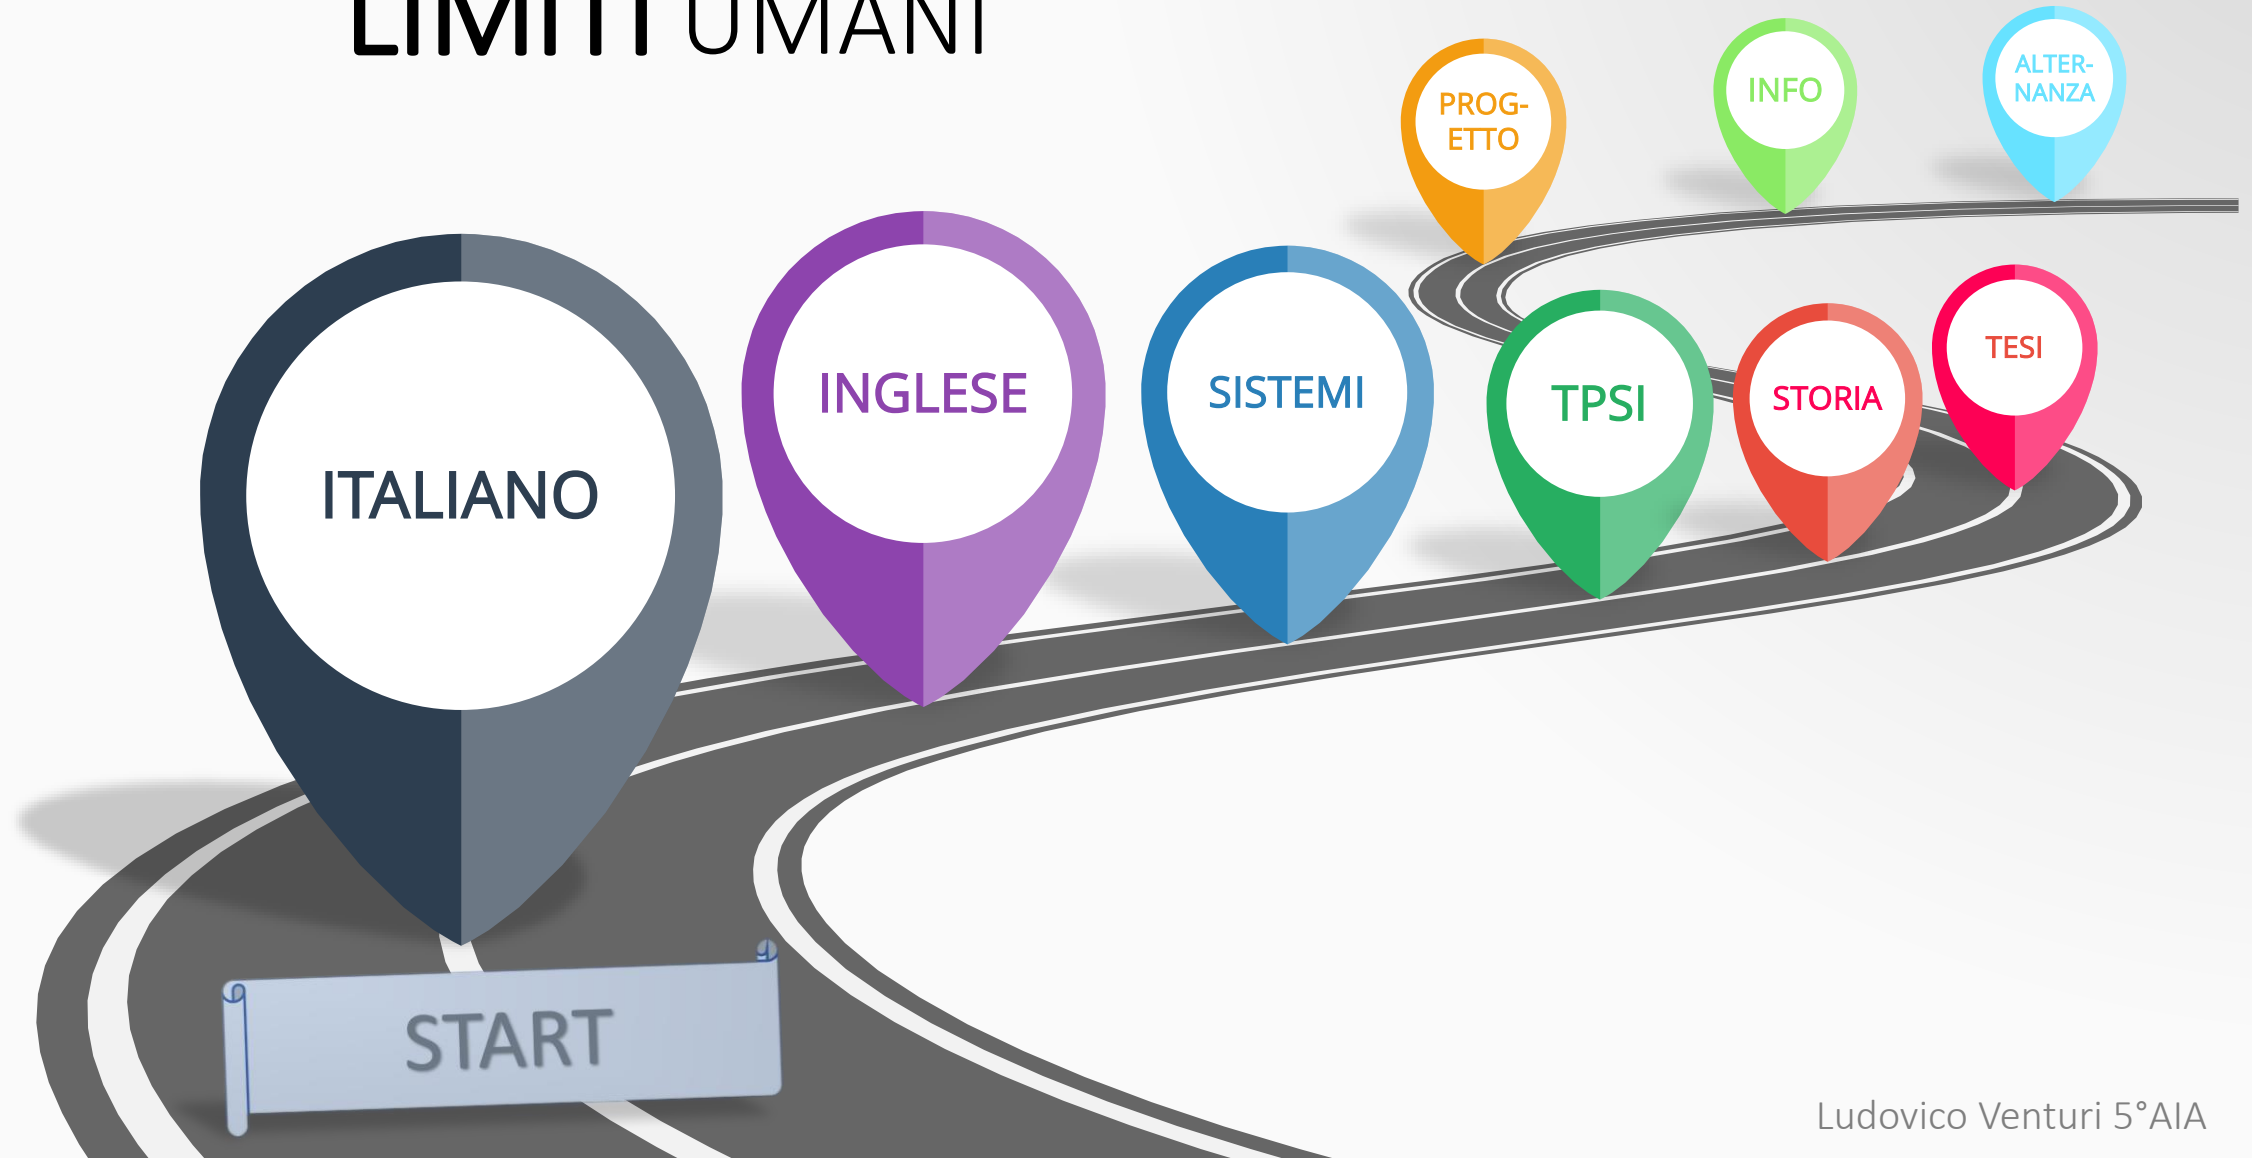 LIMITI UMANI
ITALIANO
INGLESE
SISTEMI
TPSI
STORIA
TESI
PROG-
ETTO
INFO
ALTER-
NANZA
START
Ludovico Venturi 5°AIA